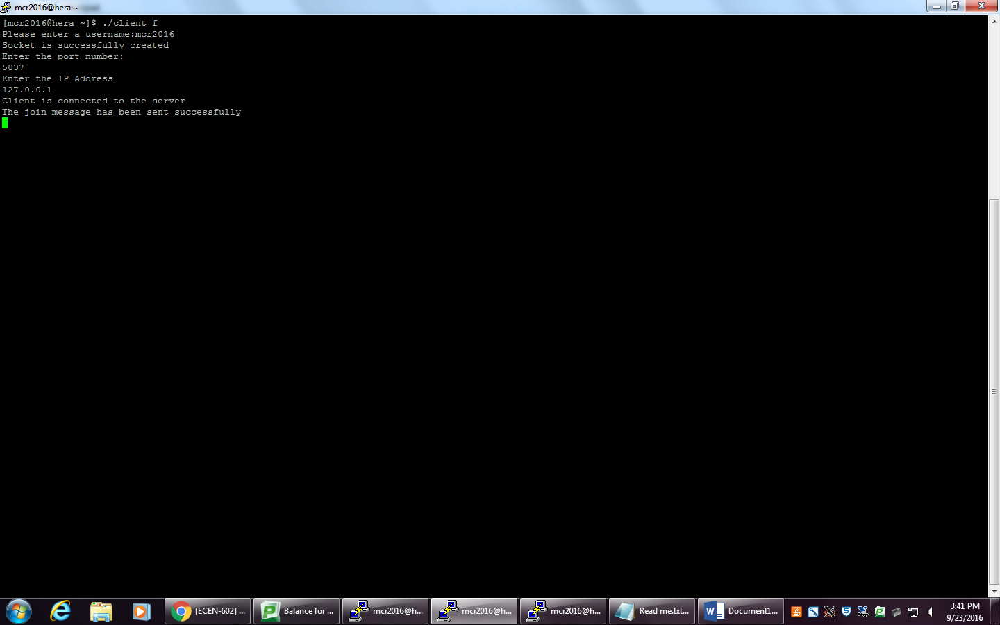 mcr2016@hera:~
[mcr2016@hera ~]$ ./client_f
Please enter a username:mcr2016
Socket is successfully created
Enter the port number:
5037
Enter the IP Address
127.0.0.1
Client is connected to the server
The join message has been sent successfully
[ECEN-602] ...
Balance for ...
mcr2016@h...
mcr2016@h...
mcr2016@h...
Read me.txt...
Document1...
3:41 PM
9/23/2016